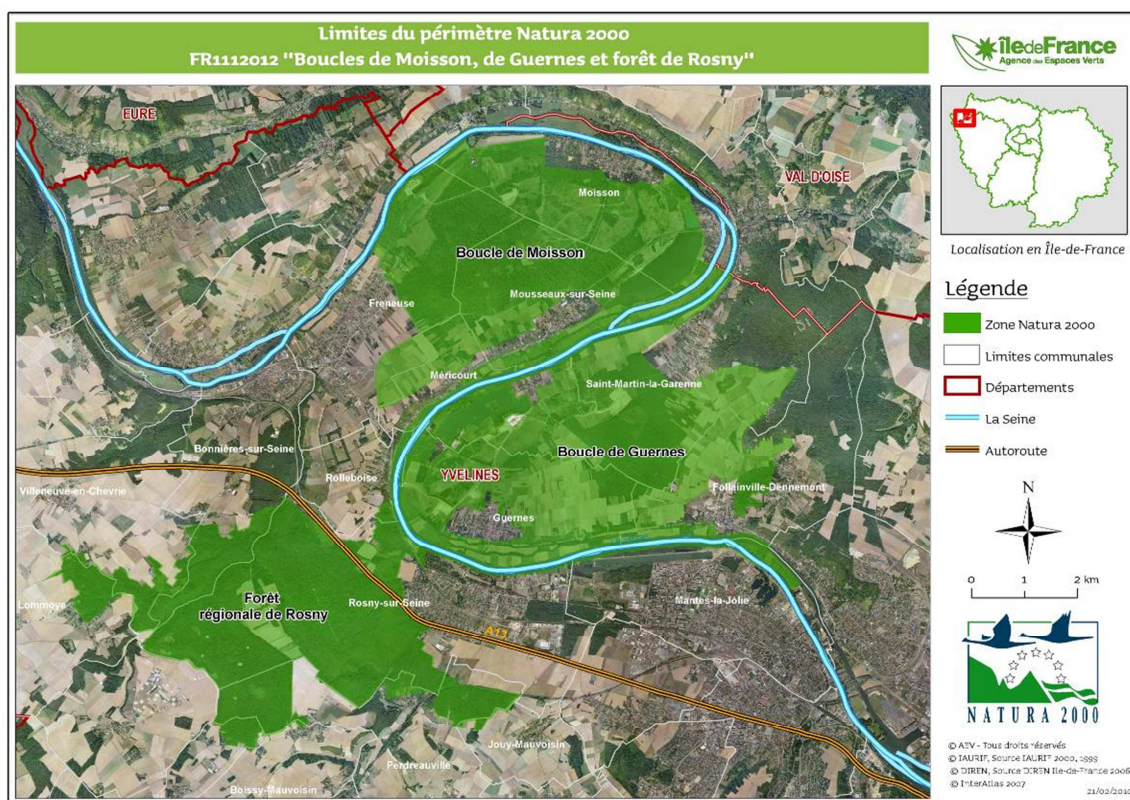 Limites du périmètre Natura 2000
FR1112012 "Boucles de Moisson, de Guernes et forêt de Rosny"
îledeFrance
Agence des Espaces Verts
EURE
VAL D'OISE
Moisson
Boucle de Moisson
Mousseaux-sur-Seine
Freneuse
Méricourt
Saint-Martin-la-Garenne
Bonnières-sur-Seine
Boucle de Guernes
Rolleboise
YVELINES
Villeneuve-en-Chevrie
Follainville-Dennemont
Guernes
Lommoye
Forêt
régionale de Rosny
Rosny-sur-Seine
Mantes-la-Jolie
A13
Jouy-Mauvoisin
Perdreauville
Boissy-Mauvoisin
Localisation en Île-de-France
Légende
Zone Natura 2000
Limites communales
Départements
La Seine
Autoroute
N
0 1 2 km
NATURA 2000
© AEV - Tous droits réservés
© IAURIF, Source IAURIF 2000, 1999
© DIREN, Source DIREN Ile-de-France 2006
© InterAtlas 2007
21/02/2010